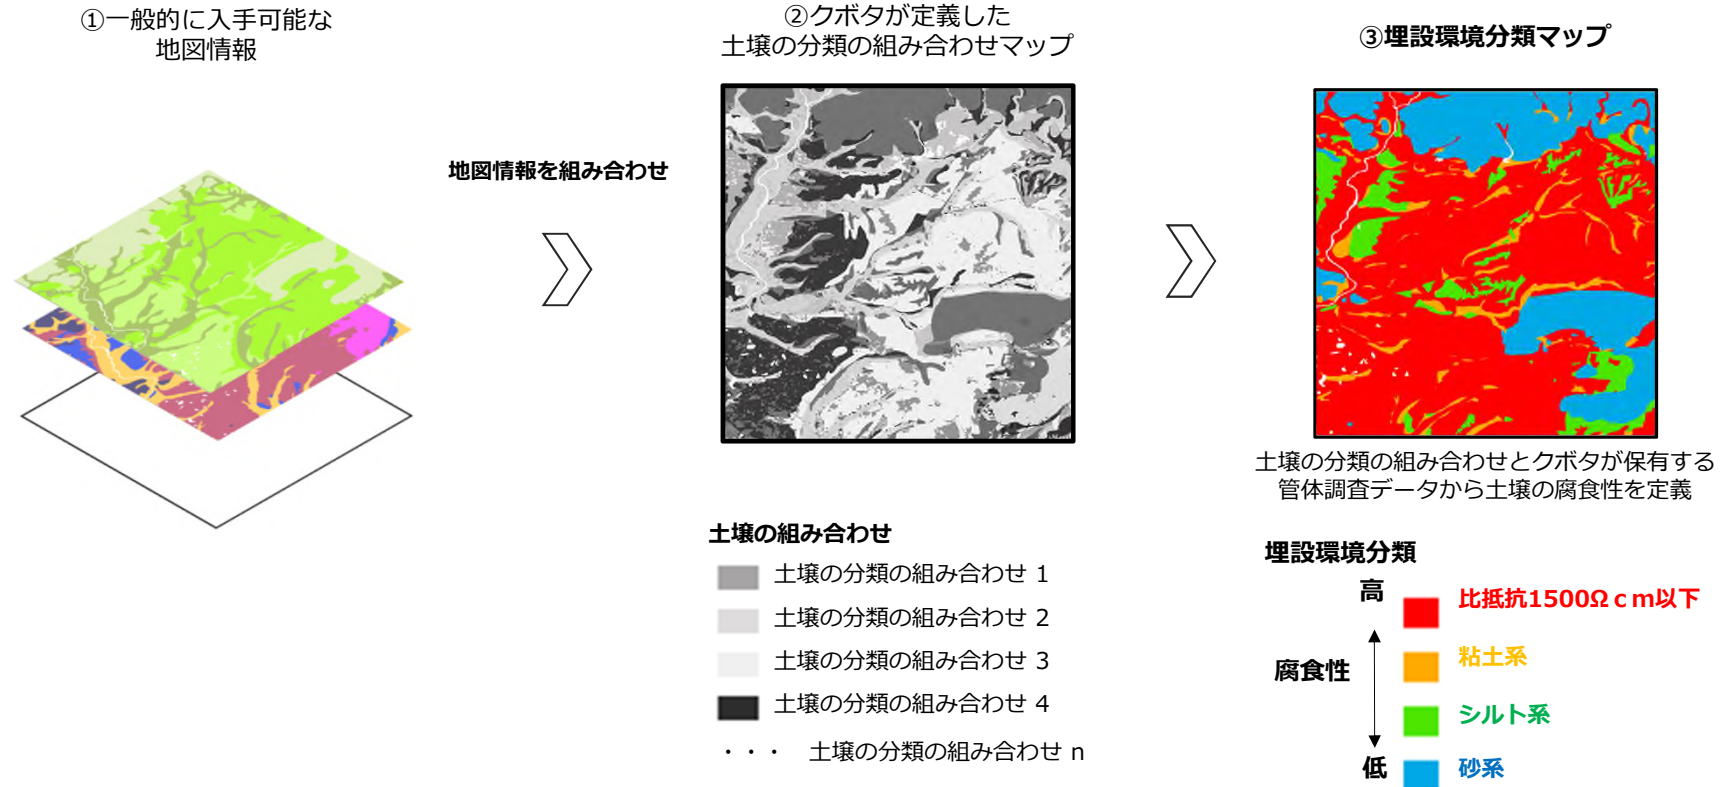 ①一般的に入手可能な
地図情報
地図情報を組み合わせ
②クボタが定義した
土壌の分類の組み合わせマップ
土壌の組み合わせ
土壌の分類の組み合わせ 1
土壌の分類の組み合わせ 2
土壌の分類の組み合わせ 3
土壌の分類の組み合わせ 4
・・・ 土壌の分類の組み合わせ n
③埋設環境分類マップ
土壌の分類の組み合わせとクボタが保有する
管体調査データから土壌の腐食性を定義
埋設環境分類
高
腐食性
低
比抵抗1500Ωcm以下
粘土系
シルト系
砂系